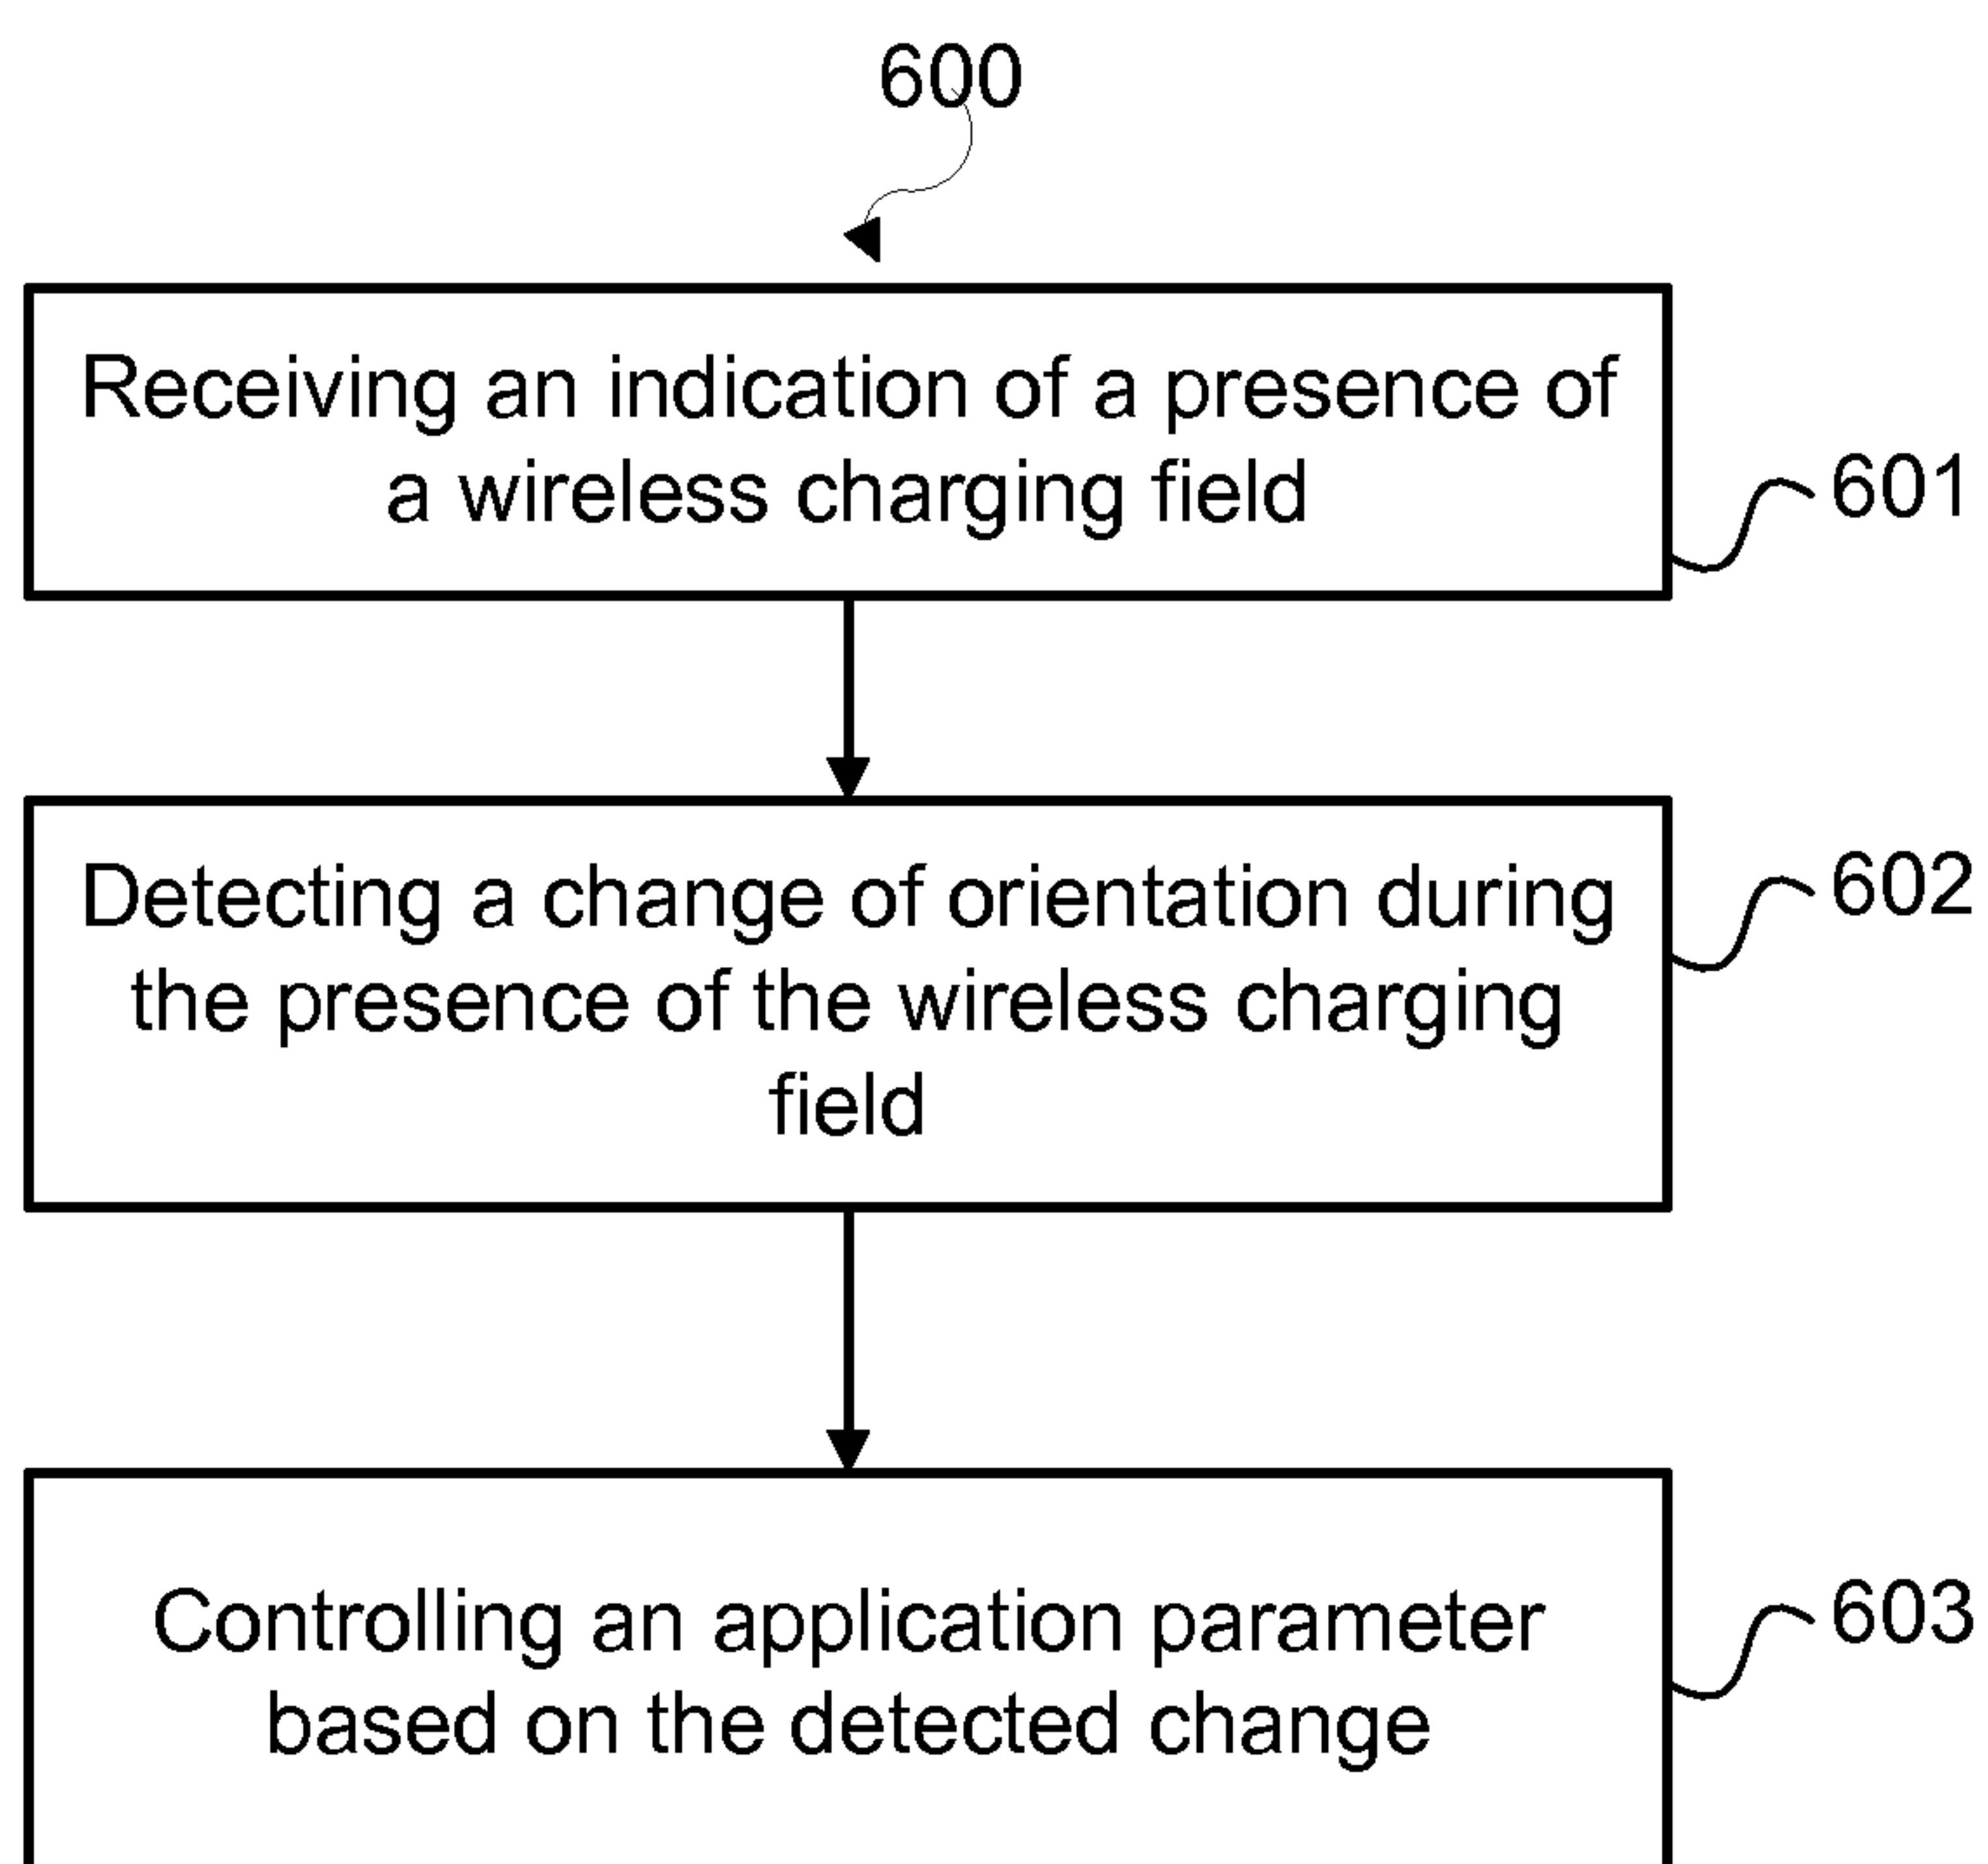 600
Receiving an indication of a presence of
a wireless charging field
601
Detecting a change of orientation during
the presence of the wireless charging
field
602
Controlling an application parameter
based on the detected change
603